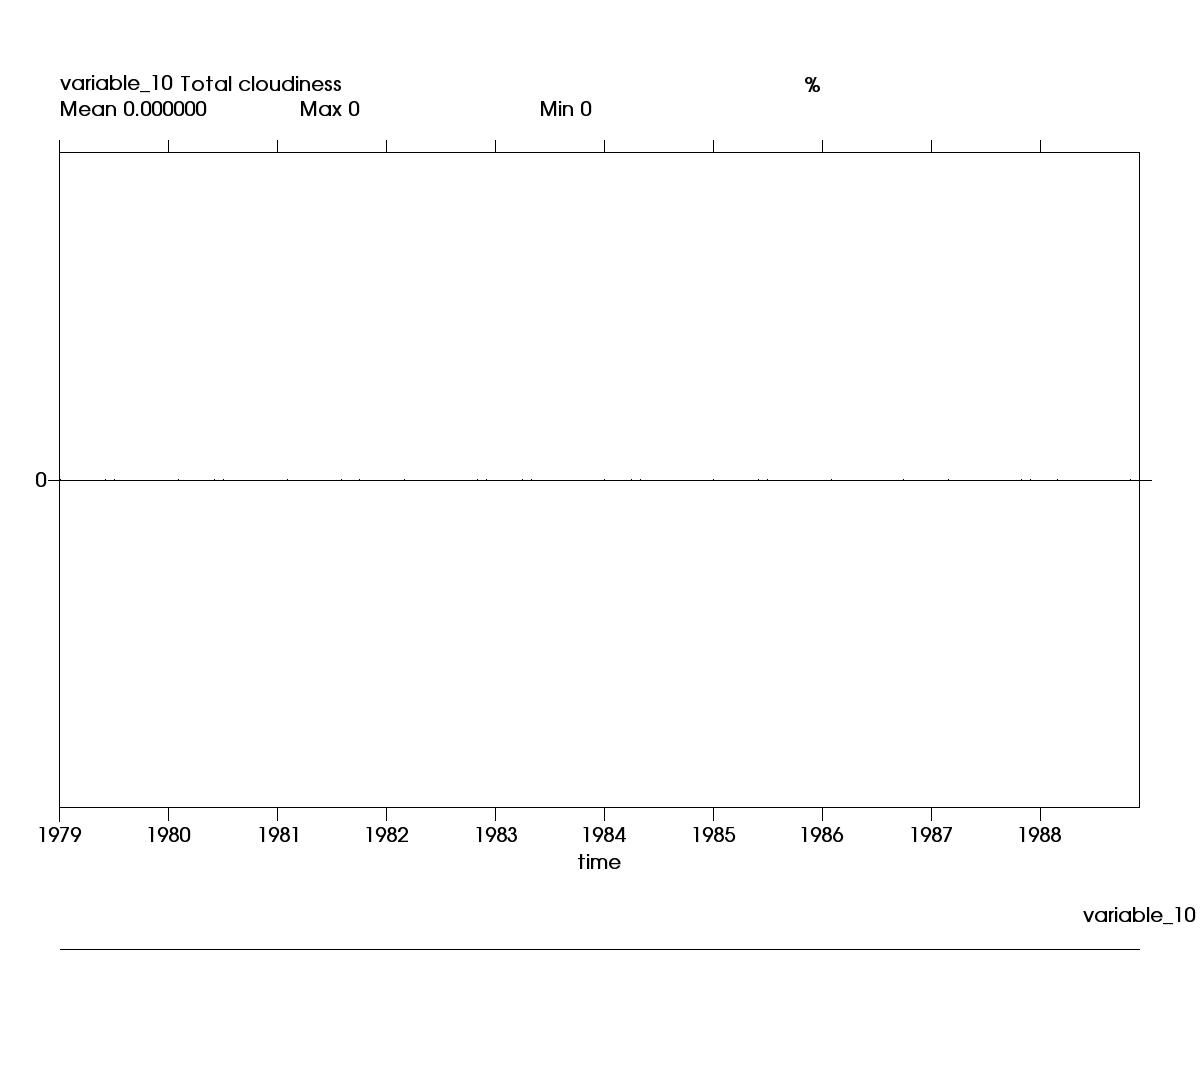 variable_10 Total cloudiness %
Mean 0.000000 Max 0 Min 0
0
1979 1980 1981 1982 1983 1984 1985 1986 1987 1988
time
variable_10